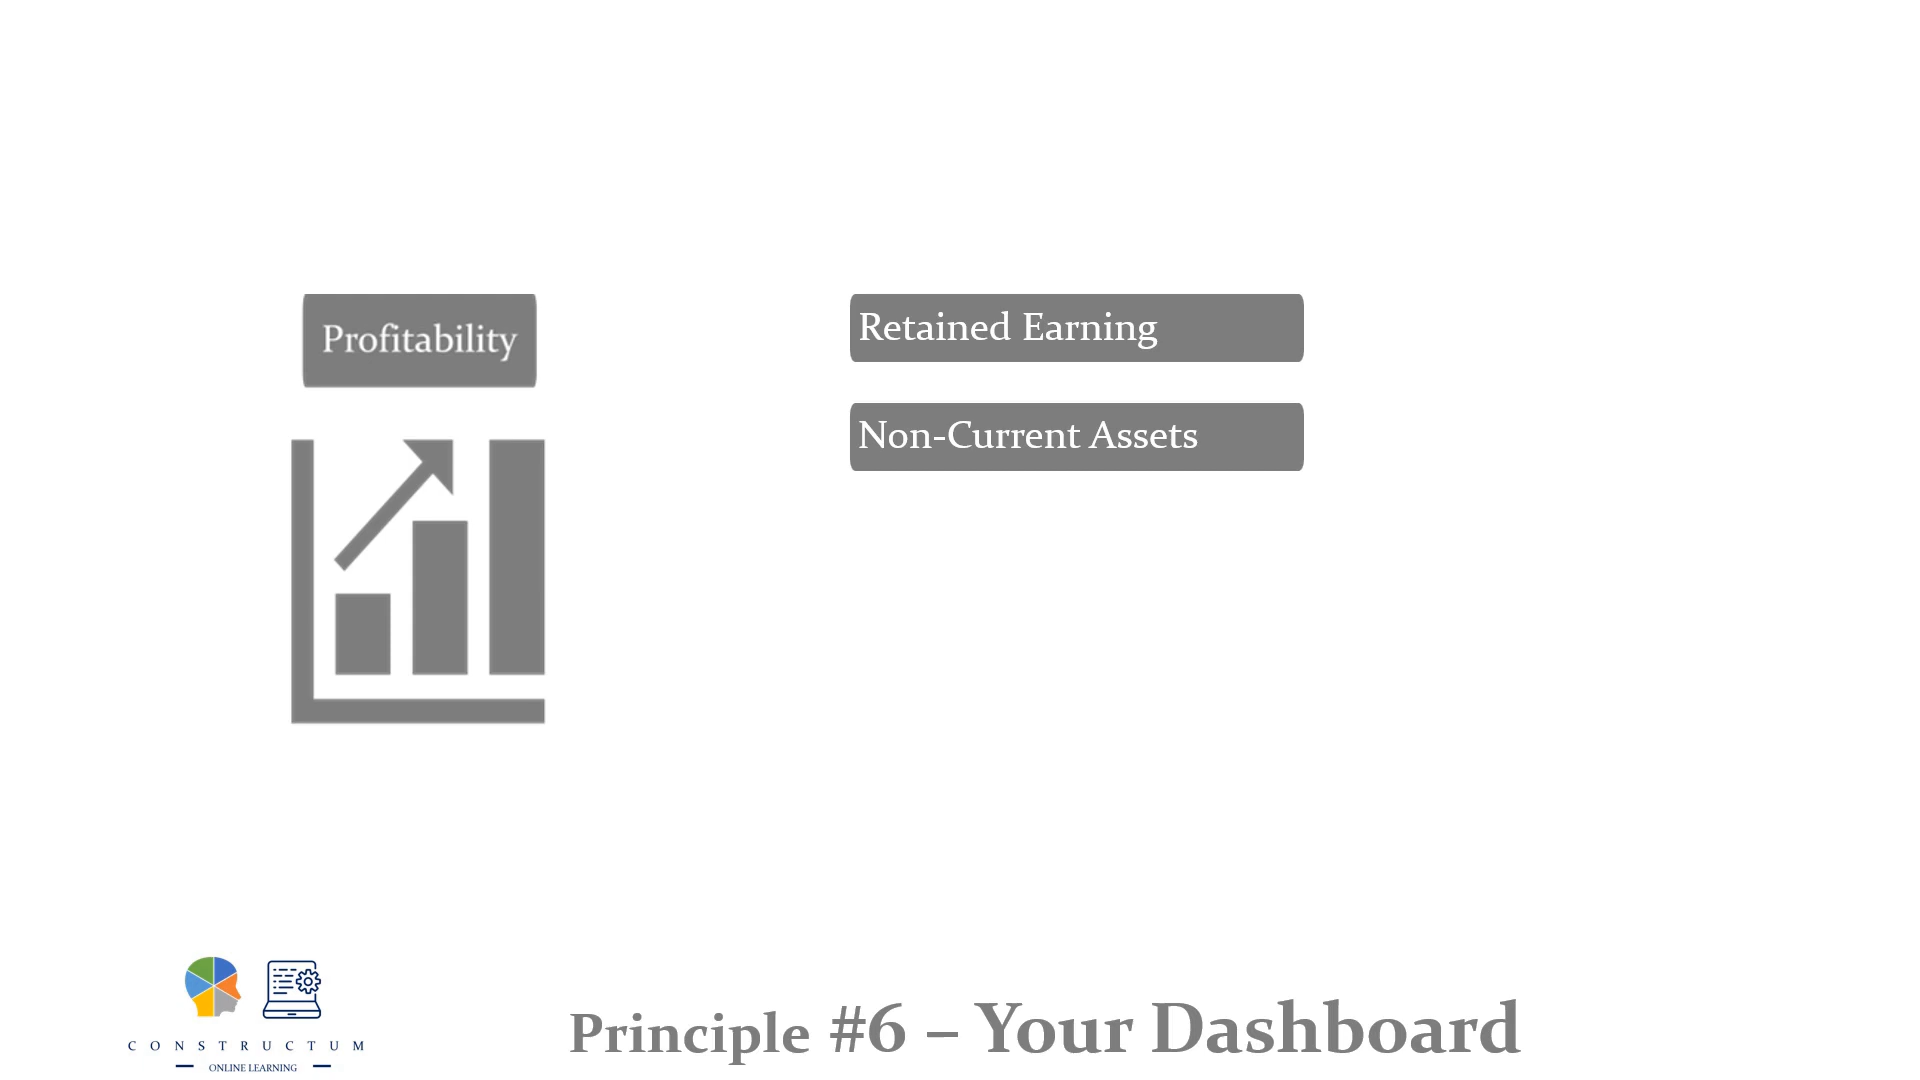 Profitability
Retained Earning
Non-Current Assets
CONSTRUCTUM
ONLINE LEARNING
Principle #6 – Your Dashboard